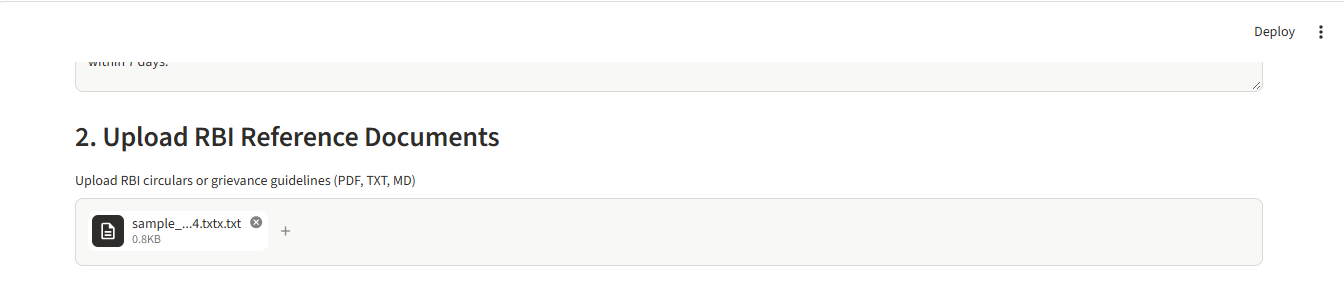 Deploy
within 7 days.
2. Upload RBI Reference Documents
Upload RBI circulars or grievance guidelines (PDF, TXT, MD)
sample_...4.txtx.txt
0.8KB